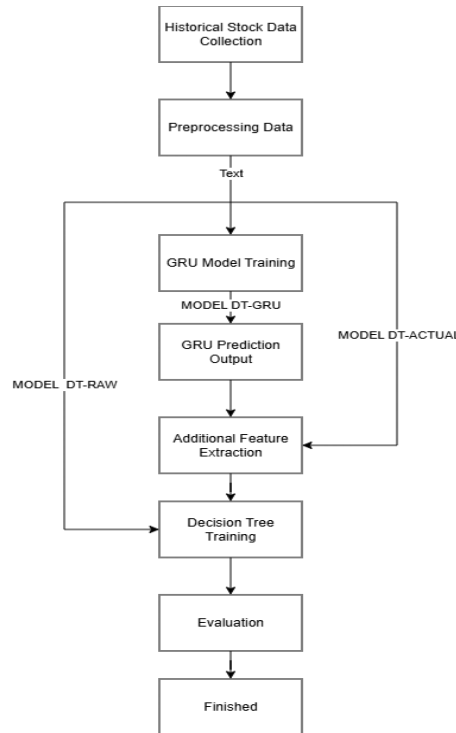 Historical Stock Data
Collection
Preprocessing Data
Text
GRU Model Training
MODEL DT-GRU
GRU Prediction
Output
MODEL DT-ACTUAL
MODEL DT-RAW
Additional Feature
Extraction
Decision Tree
Training
Evaluation
Finished